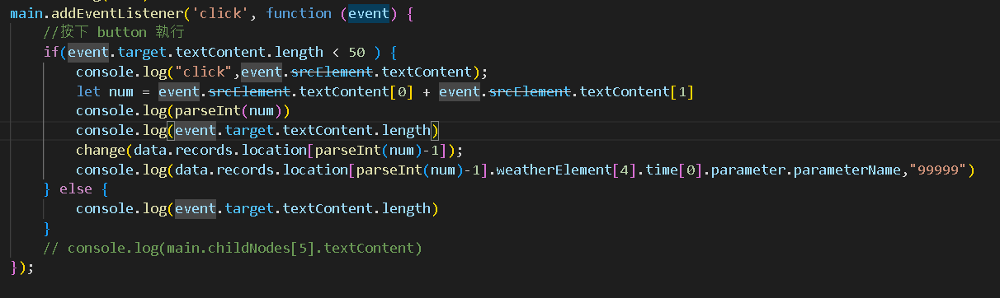 main.addEventListener('click', function (event) {
//按下 button 執行
if(event.target.textContent.length < 50 ) {
console.log("click",event.srcElement.textContent);
let num = event.srcElement.textContent[0] + event.srcElement.textContent[1]
console.log(parseInt(num))
console.log(event.target.textContent.length)
change(data.records.location[parseInt(num)-1]);
console.log(data.records.location[parseInt(num)-1].weatherElement[4].time[0].parameter.parameterName,"99999")
} else {
console.log(event.target.textContent.length)
}
// console.log(main.childNodes[5].textContent)
});